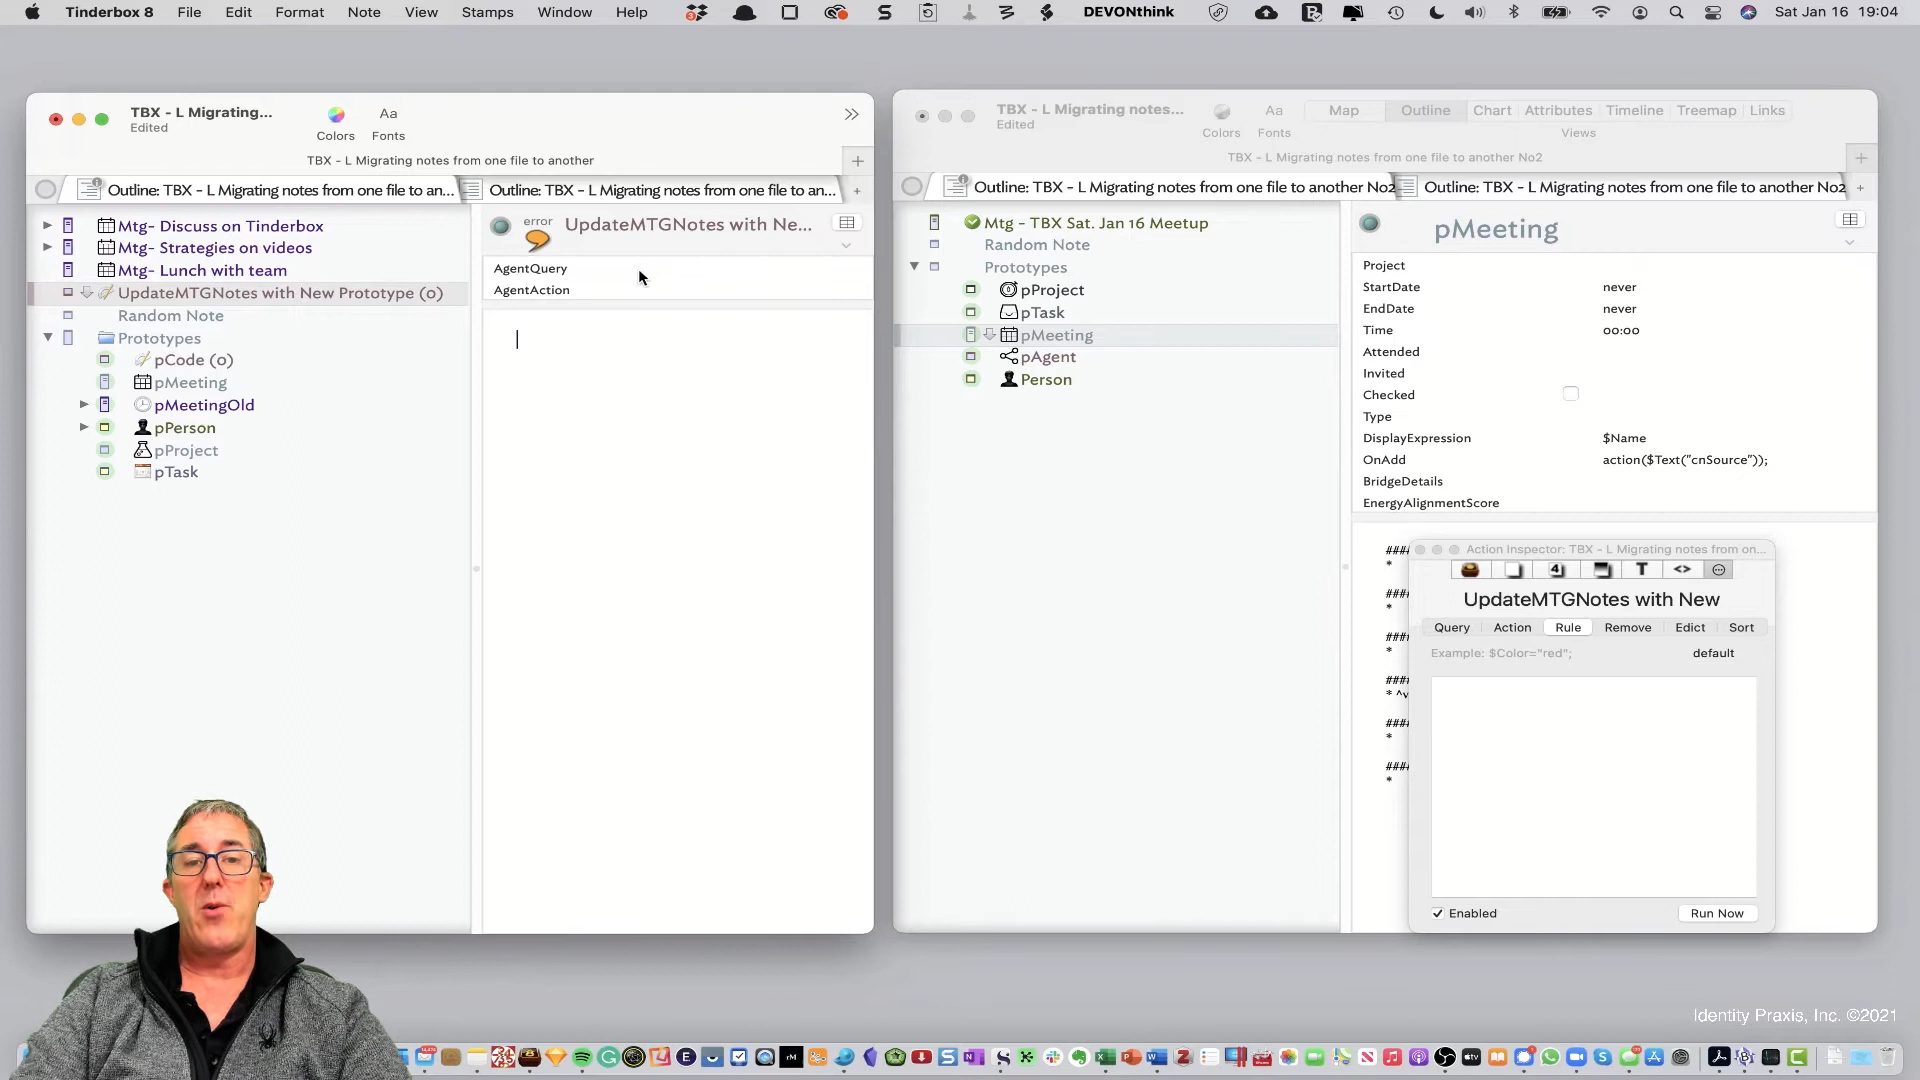 Tinderbox 8 File Edit Format Note View Stamps Window Help DEVONthink Sat Jan 16 19:04
TBX - L Migrating...
Edited
Colors
Aa
Fonts
TBX - L Migrating notes from one file to another
Outline: TBX - L Migrating notes from one file to an...
Outline: TBX - L Migrating notes from one file to an...
Mtg- Discuss on Tinderbox
Mtg- Strategies on videos
Mtg- Lunch with team
UpdateMTGNotes with New Prototype (0)
Random Note
Prototypes
pCode (0)
pMeeting
pMeetingOld
pPerson
pProject
pTask
error
UpdateMTGNotes with Ne...
AgentQuery
AgentAction
TBX - L Migrating notes...
Edited
Colors
Aa
Fonts
Map Outline Chart Attributes Timeline Treemap Links
Views
TBX - L Migrating notes from one file to another No2
Outline: TBX - L Migrating notes from one file to another No2
Outline: TBX - L Migrating notes from one file to another No2
Mtg - TBX Sat. Jan 16 Meetup
Random Note
Prototypes
pProject
pTask
pMeeting
pAgent
Person
pMeeting
Project
StartDate never
EndDate never
Time 00:00
Attended
Invited
Checked
Type
DisplayExpression $Name
OnAdd action($Text("cnSource"));
BridgeDetails
EnergyAlignmentScore
####
*
####
*
####
*
####
* ^v
####
*
####
*
Action Inspector: TBX - L Migrating notes from on...
4 T <>
UpdateMTGNotes with New
Query Action Rule Remove Edict Sort
Example: $Color="red"; default
Enabled
Run Now
Identity Praxis, Inc. ©2021